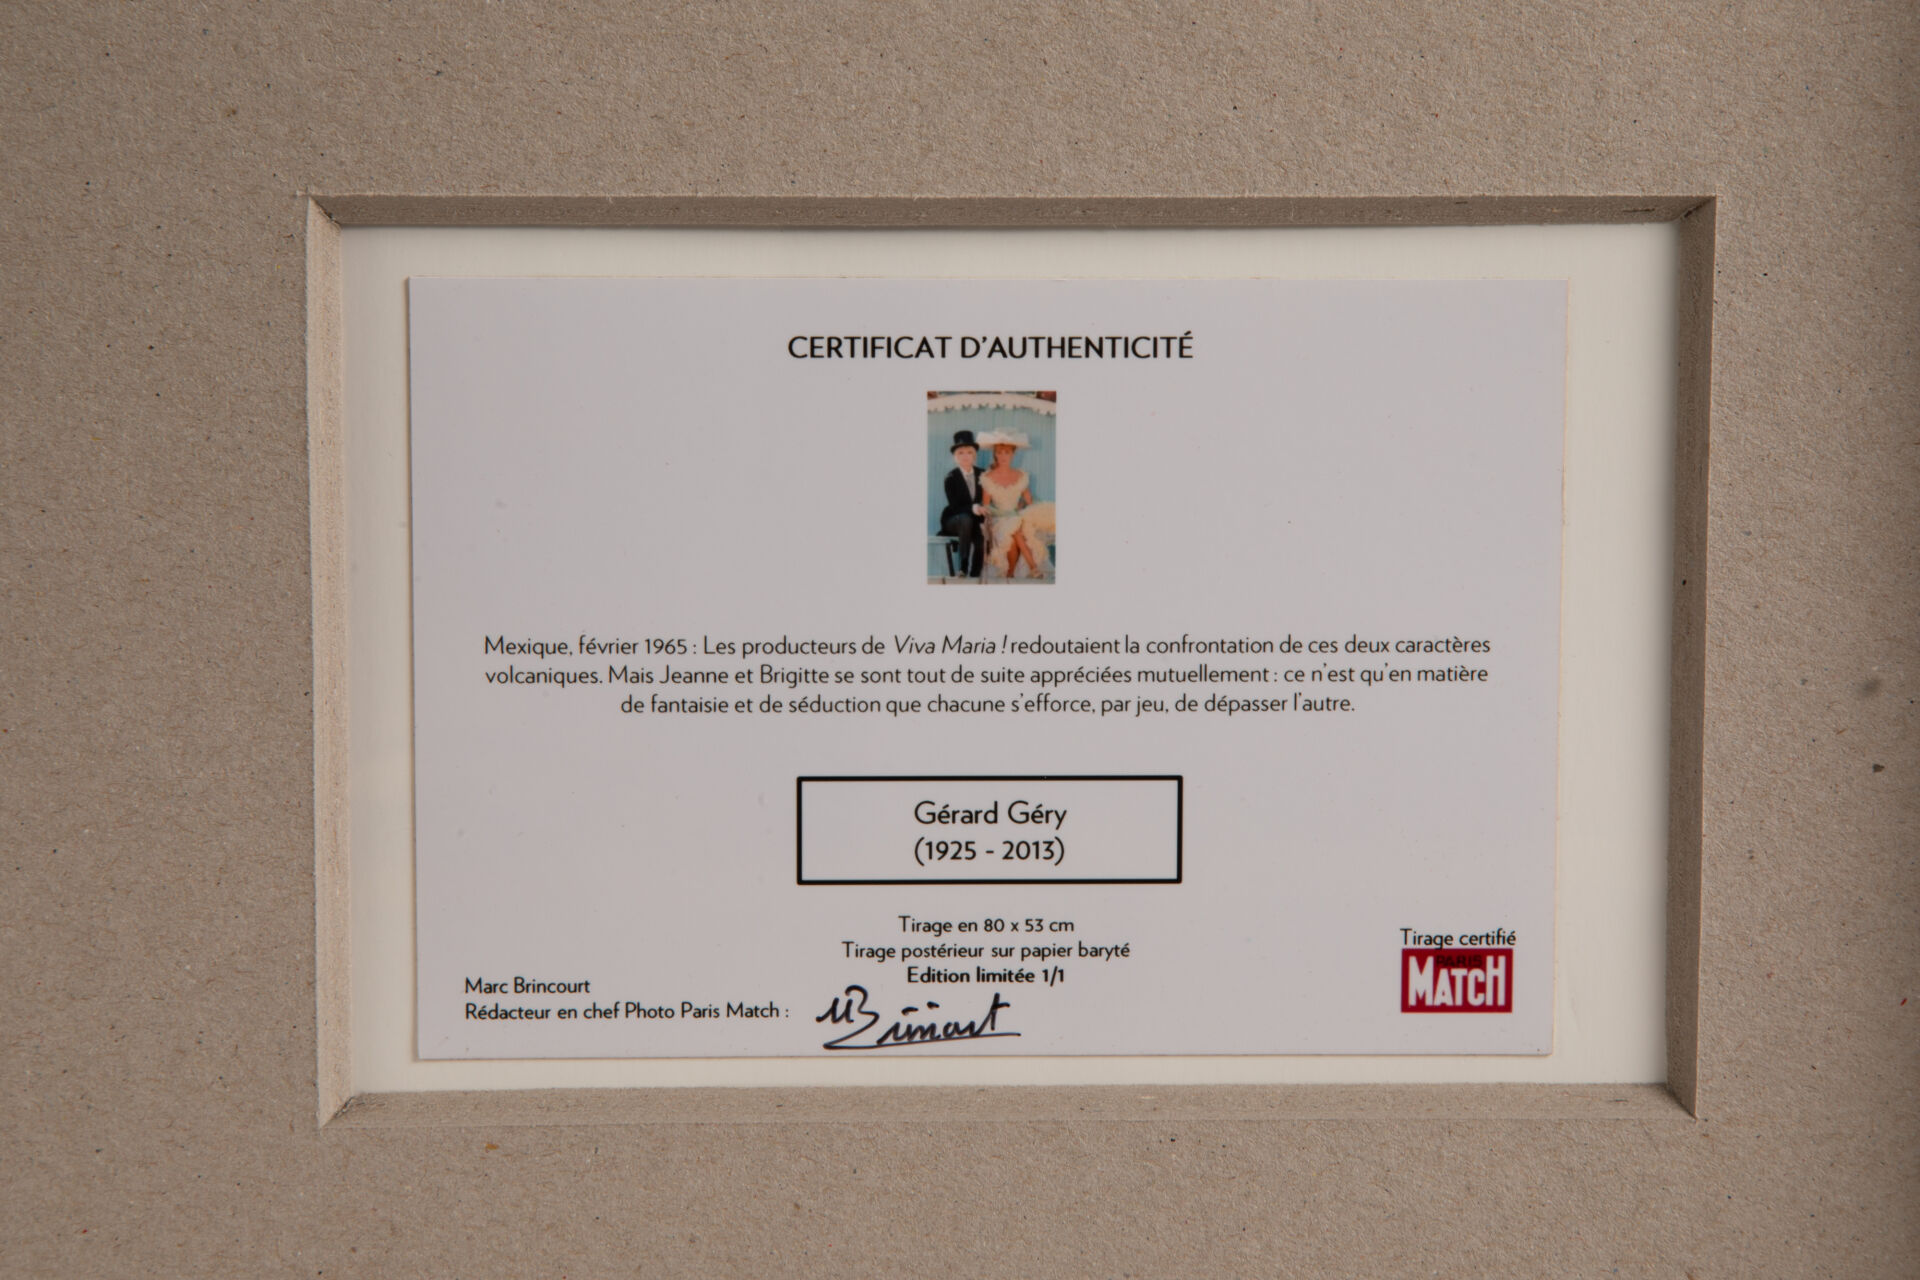 CERTIFICAT D'AUTHENTICITÉ
Mexique, février 1965 : Les producteurs de Viva Maria ! redoutaient la confrontation de ces deux caractères
volcaniques. Mais Jeanne et Brigitte se sont tout de suite appréciées mutuellement : ce n'est qu'en matière
de fantaisie et de séduction que chacune s'efforce, par jeu, de dépasser l'autre.
Gérard Géry
(1925 - 2013)
Tirage en 80 x 53 cm
Tirage postérieur sur papier baryté
Edition limitée 1/1
Marc Brincourt
Rédacteur en chef Photo Paris Match :
MBrincourt
Tirage certifié
PARIS
MATCH